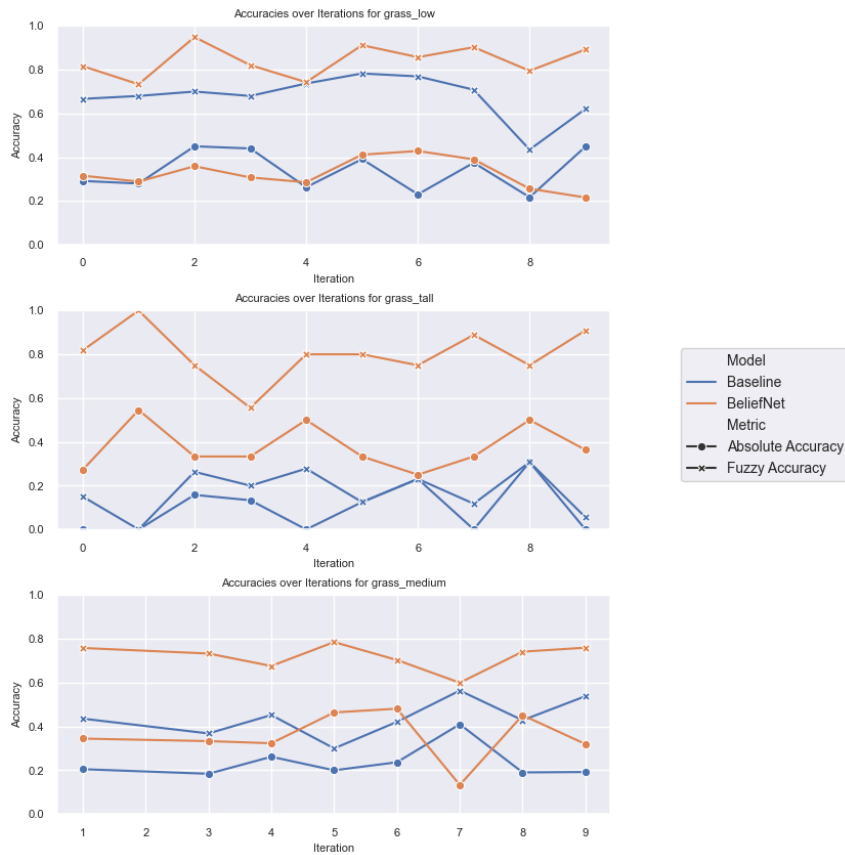 Accuracies over Iterations for grass_low
1.0
0.8
0.6
0.4
0.2
0.0
Accuracy
0 2 4 6 8
Iteration
Accuracies over Iterations for grass_tall
1.0
0.8
0.6
0.4
0.2
0.0
Accuracy
0 2 4 6 8
Iteration
Accuracies over Iterations for grass_medium
1.0
0.8
0.6
0.4
0.2
0.0
Accuracy
1 2 3 4 5 6 7 8 9
Iteration
Model
Baseline
BeliefNet
Metric
Absolute Accuracy
Fuzzy Accuracy